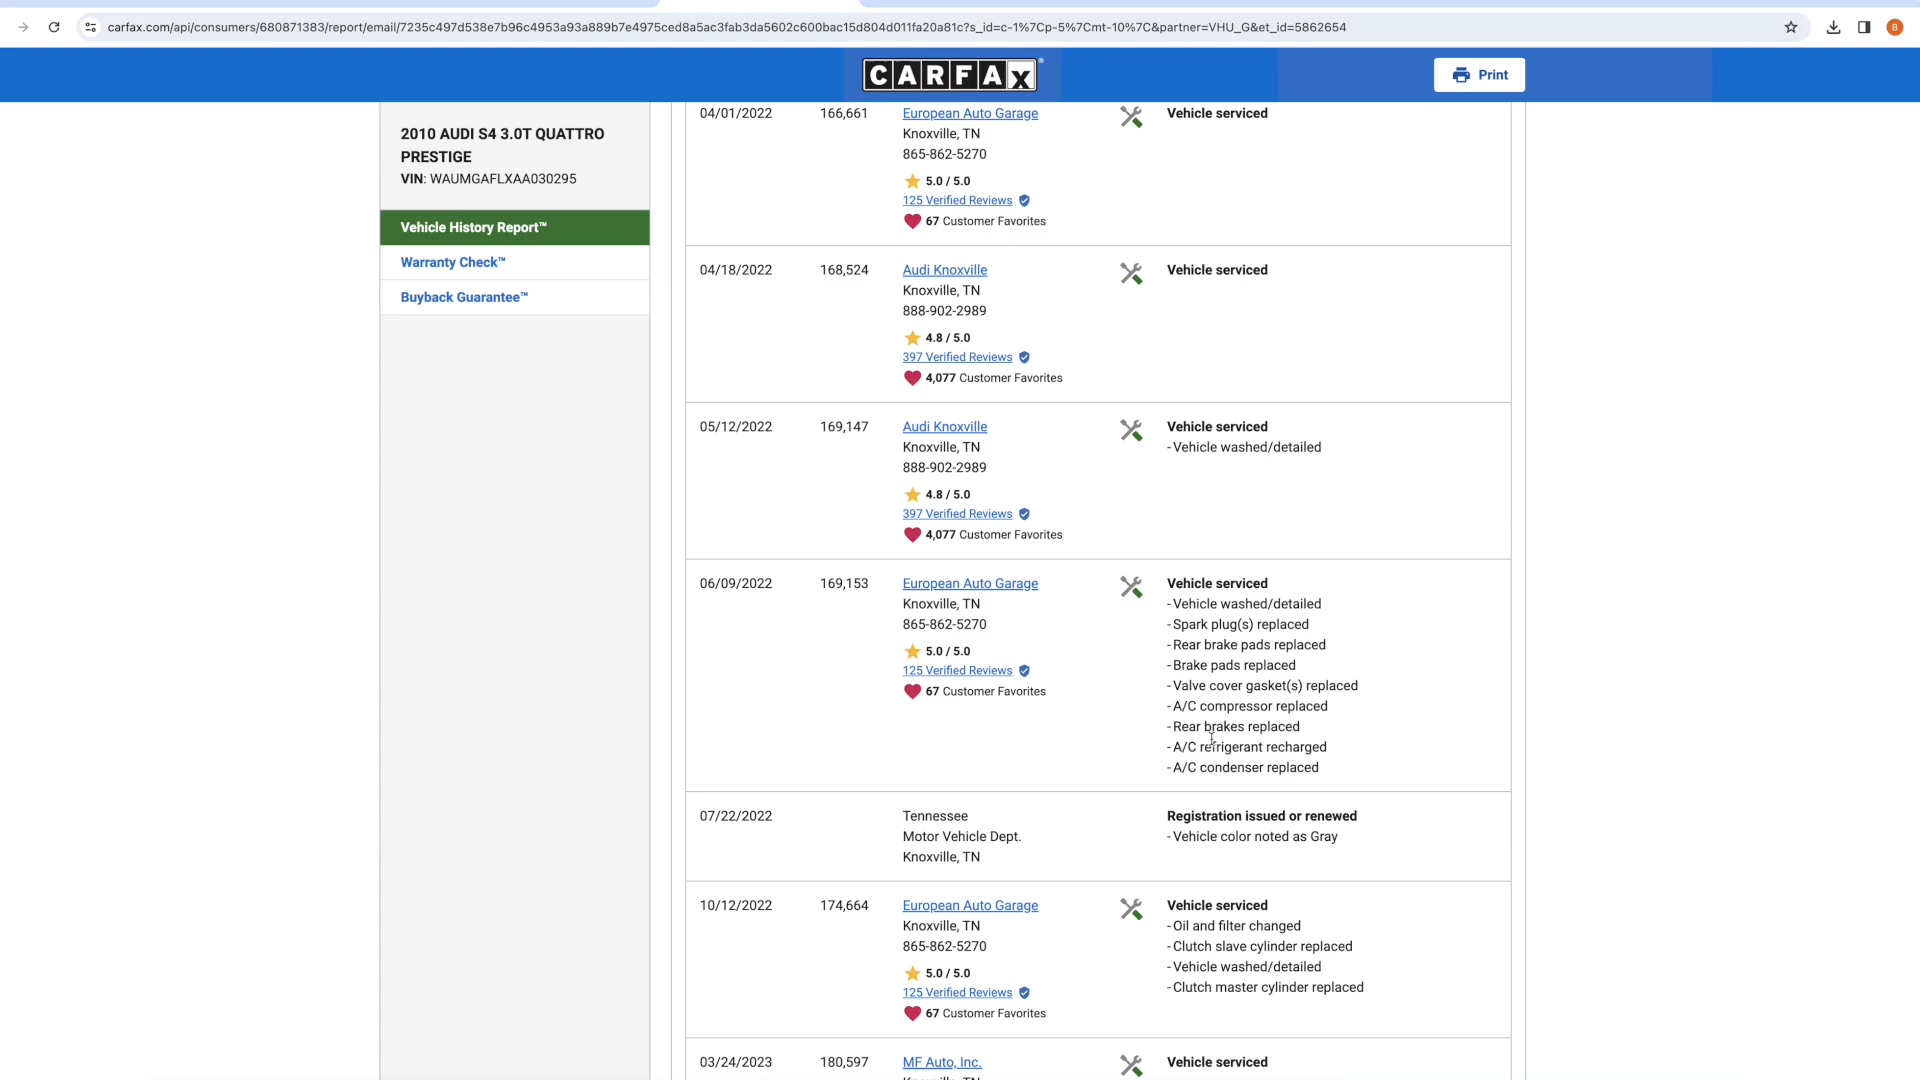 carfax.com/api/consumers/680871383/report/email/7235c497d538e7b96c4953a93a889b7e4975ced8a5ac3fab3da5602c600bac15d804d011fa20a81c?s_id=c-1%7Cp-5%7Cmt-10%7C&partner=VHU_G&et_id=5862654
B
CARFAX®
Print
2010 AUDI S4 3.0T QUATTRO
PRESTIGE
VIN: WAUMGAFLXAA030295
Vehicle History Report™
Warranty Check™
Buyback Guarantee™
04/01/2022 166,661 European Auto Garage Vehicle serviced
Knoxville, TN
865-862-5270
5.0 / 5.0
125 Verified Reviews
67 Customer Favorites
04/18/2022 168,524 Audi Knoxville Vehicle serviced
Knoxville, TN
888-902-2989
4.8 / 5.0
397 Verified Reviews
4,077 Customer Favorites
05/12/2022 169,147 Audi Knoxville Vehicle serviced
Knoxville, TN - Vehicle washed/detailed
888-902-2989
4.8 / 5.0
397 Verified Reviews
4,077 Customer Favorites
06/09/2022 169,153 European Auto Garage Vehicle serviced
Knoxville, TN - Vehicle washed/detailed
865-862-5270 - Spark plug(s) replaced
5.0 / 5.0 - Rear brake pads replaced
125 Verified Reviews - Brake pads replaced
67 Customer Favorites - Valve cover gasket(s) replaced
- A/C compressor replaced
- Rear brakes replaced
- A/C refrigerant recharged
- A/C condenser replaced
07/22/2022 Tennessee Registration issued or renewed
Motor Vehicle Dept. - Vehicle color noted as Gray
Knoxville, TN
10/12/2022 174,664 European Auto Garage Vehicle serviced
Knoxville, TN - Oil and filter changed
865-862-5270 - Clutch slave cylinder replaced
5.0 / 5.0 - Vehicle washed/detailed
125 Verified Reviews - Clutch master cylinder replaced
67 Customer Favorites
03/24/2023 180,597 MF Auto, Inc. Vehicle serviced
Knoxville, TN